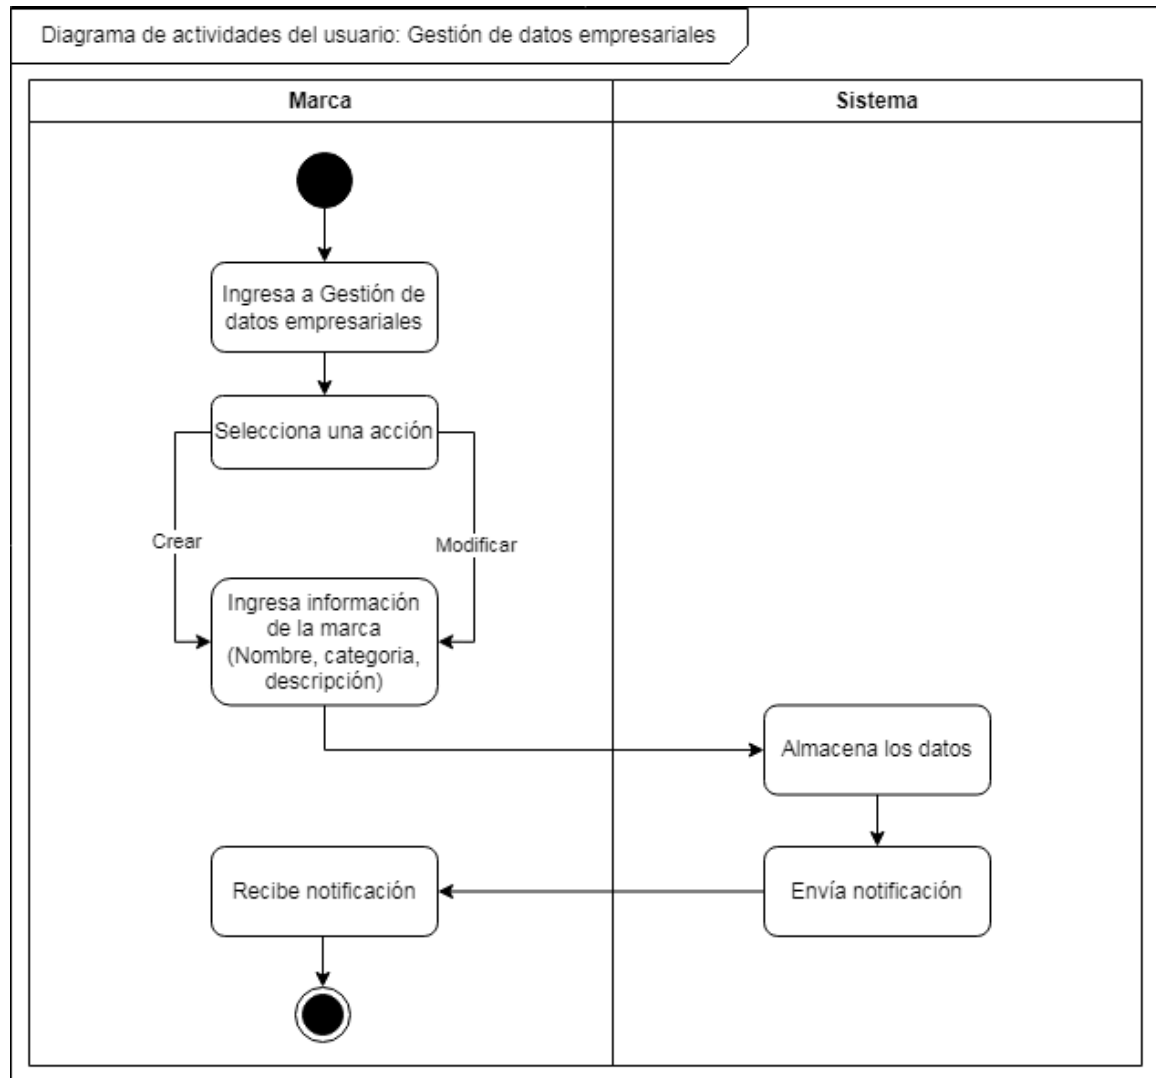 Diagrama de actividades del usuario: Gestión de datos empresariales
Marca
Sistema
Ingresa a Gestión de
datos empresariales
Selecciona una acción
Crear
Modificar
Ingresa información
de la marca
(Nombre, categoria,
descripción)
Almacena los datos
Recibe notificación
Envía notificación